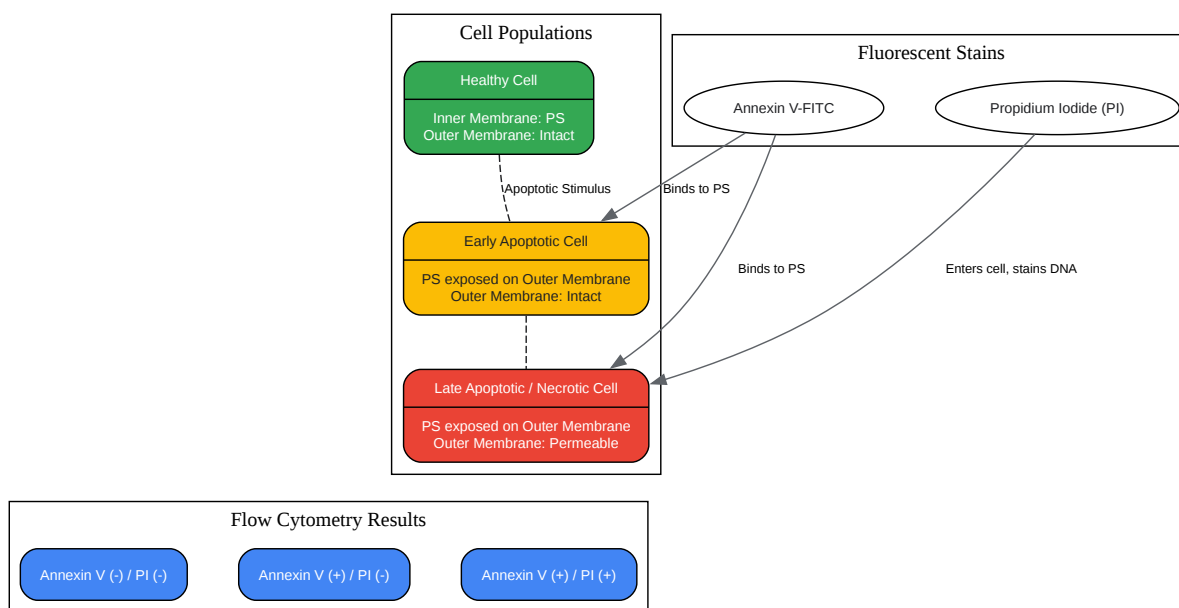 Cell Populations
Healthy Cell
Inner Membrane: PS
Outer Membrane: Intact
Apoptotic Stimulus
Early Apoptotic Cell
PS exposed on Outer Membrane
Outer Membrane: Intact
Late Apoptotic / Necrotic Cell
PS exposed on Outer Membrane
Outer Membrane: Permeable
Fluorescent Stains
Annexin V-FITC
Propidium Iodide (PI)
Binds to PS
Binds to PS
Enters cell, stains DNA
Flow Cytometry Results
Annexin V (-) / PI (-)
Annexin V (+) / PI (-)
Annexin V (+) / PI (+)